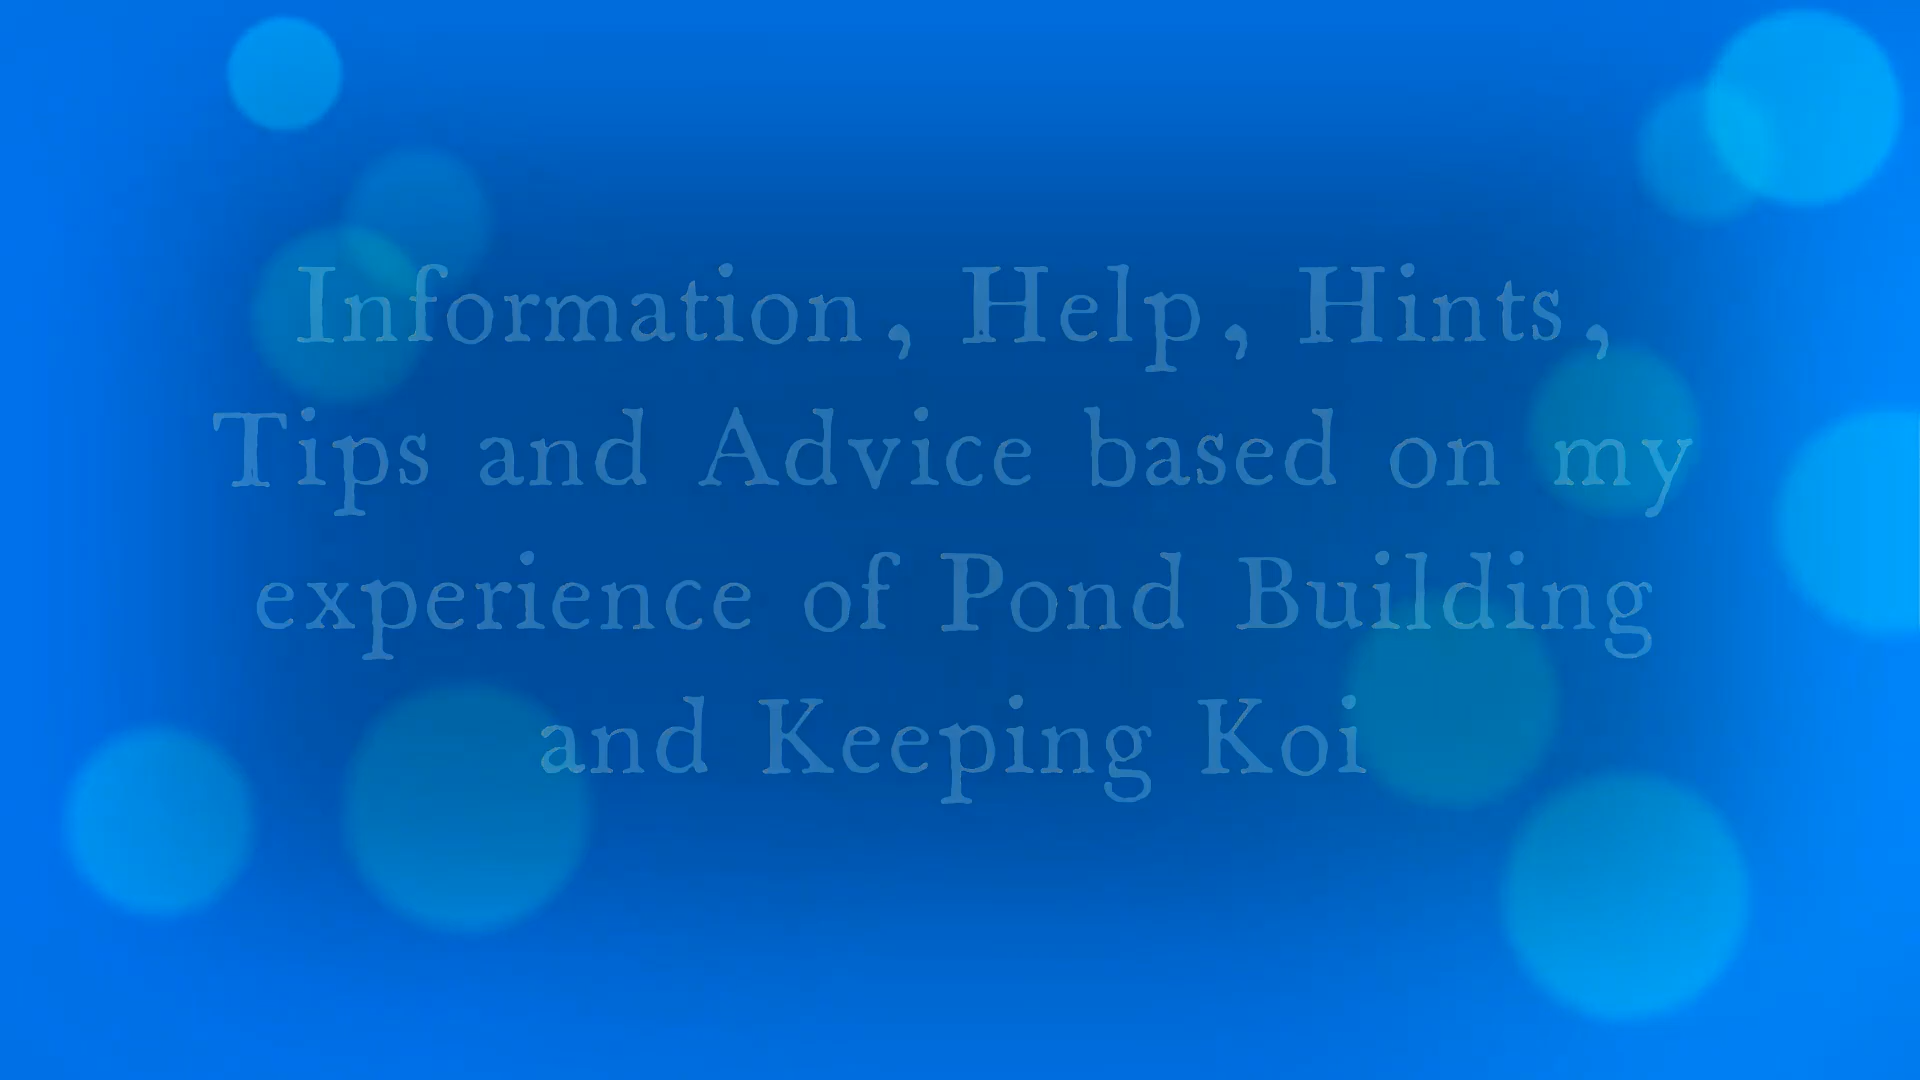 Information, Help, Hints,
Tips and Advice based on my
experience of Pond Building
and Keeping Koi